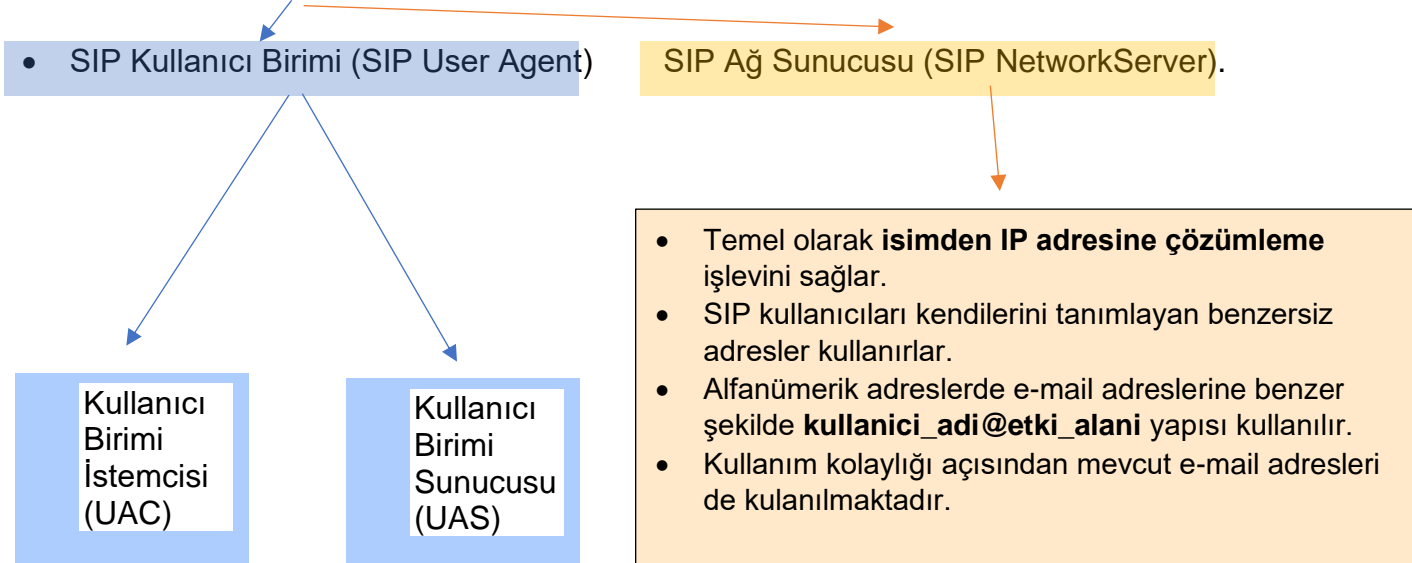 • SIP Kullanıcı Birimi (SIP User Agent) SIP Ağ Sunucusu (SIP NetworkServer).
Kullanıcı
Birimi
İstemcisi
(UAC)
Kullanıcı
Birimi
Sunucusu
(UAS)
• Temel olarak isimden IP adresine çözümleme
işlevini sağlar.
• SIP kullanıcıları kendilerini tanımlayan benzersiz
adresler kullanırlar.
• Alfanümerik adreslerde e-mail adreslerine benzer
şekilde kullanici_adi@etki_alani yapısı kullanılır.
• Kullanım kolaylığı açısından mevcut e-mail adresleri
de kulanılmaktadır.